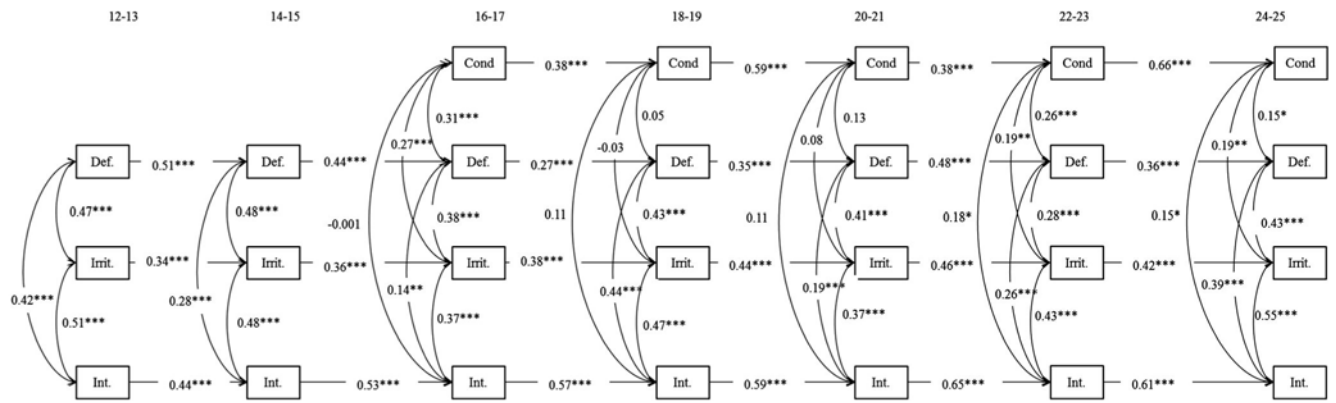 12-13 14-15 16-17 18-19 20-21 22-23 24-25
Cond 0.38*** Cond 0.59*** Cond 0.38*** Cond 0.66*** Cond
0.31*** 0.05 0.13 0.26*** 0.15*
0.27*** -0.03 0.08 0.19** 0.19**
Def. 0.51*** Def. 0.44*** Def. 0.27*** Def. 0.35*** Def. 0.48*** Def. 0.36*** Def.
0.47*** 0.48*** -0.001 0.38*** 0.11 0.43*** 0.11 0.41*** 0.18* 0.28*** 0.15* 0.43***
Irrit. 0.34*** Irrit. 0.36*** Irrit. 0.38*** Irrit. 0.44*** Irrit. 0.46*** Irrit. 0.42*** Irrit.
0.42*** 0.28*** 0.14** 0.44*** 0.19*** 0.26*** 0.39***
0.51*** 0.48*** 0.37*** 0.47*** 0.37*** 0.43*** 0.55***
Int. 0.44*** Int. 0.53*** Int. 0.57*** Int. 0.59*** Int. 0.65*** Int. 0.61*** Int.